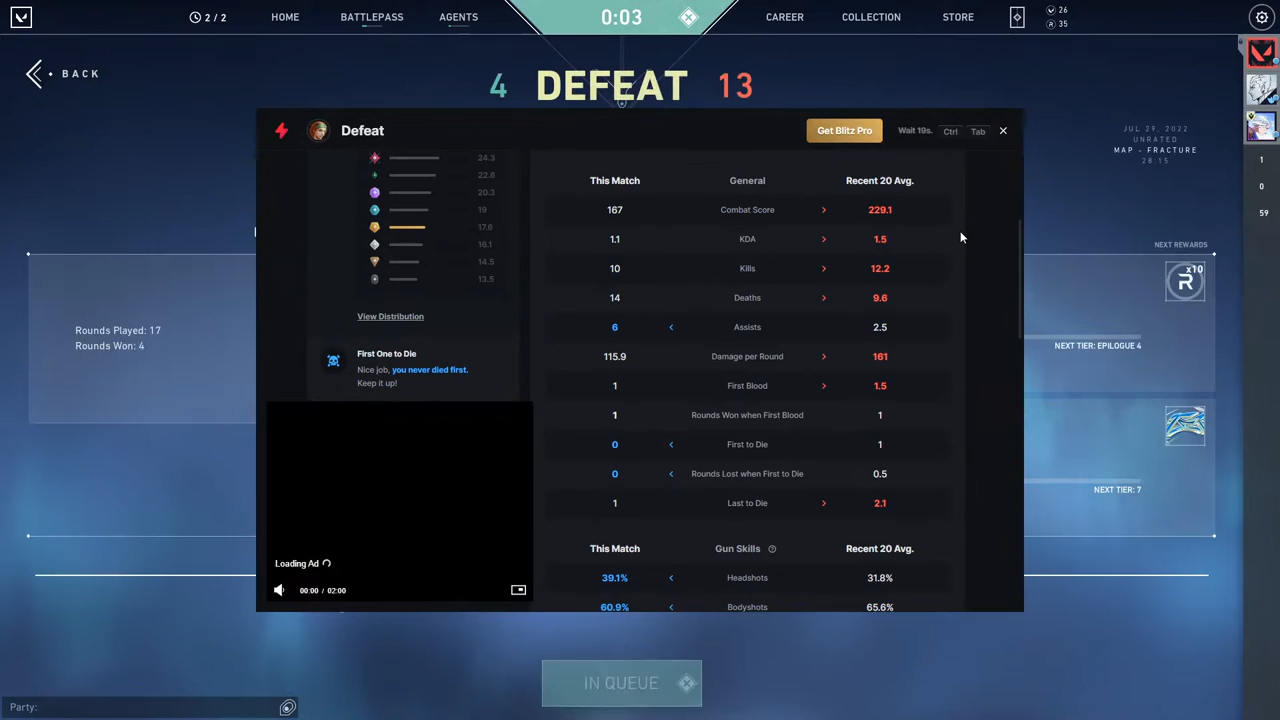 2 / 2
HOME
BATTLEPASS
AGENTS
0:03
CAREER
COLLECTION
STORE
26
35
BACK
4 DEFEAT 13
JUL 29, 2022
UNRATED
MAP - FRACTURE
28:15
Defeat
Get Blitz Pro
Wait 19s.
Ctrl
Tab
24.3
22.6
20.3
19
17.6
16.1
14.5
13.5
View Distribution
First One to Die
Nice job, you never died first.
Keep it up!
Loading Ad
00:00 / 02:00
This Match General Recent 20 Avg.
167 Combat Score 229.1
1.1 KDA 1.5
10 Kills 12.2
14 Deaths 9.6
6 Assists 2.5
115.9 Damage per Round 161
1 First Blood 1.5
1 Rounds Won when First Blood 1
0 First to Die 1
0 Rounds Lost when First to Die 0.5
1 Last to Die 2.1
This Match Gun Skills Recent 20 Avg.
39.1% Headshots 31.8%
60.9% Bodyshots 65.6%
Rounds Played: 17
Rounds Won: 4
NEXT REWARDS
x10
NEXT TIER: EPILOGUE 4
NEXT TIER: 7
1
0
59
IN QUEUE
Party: